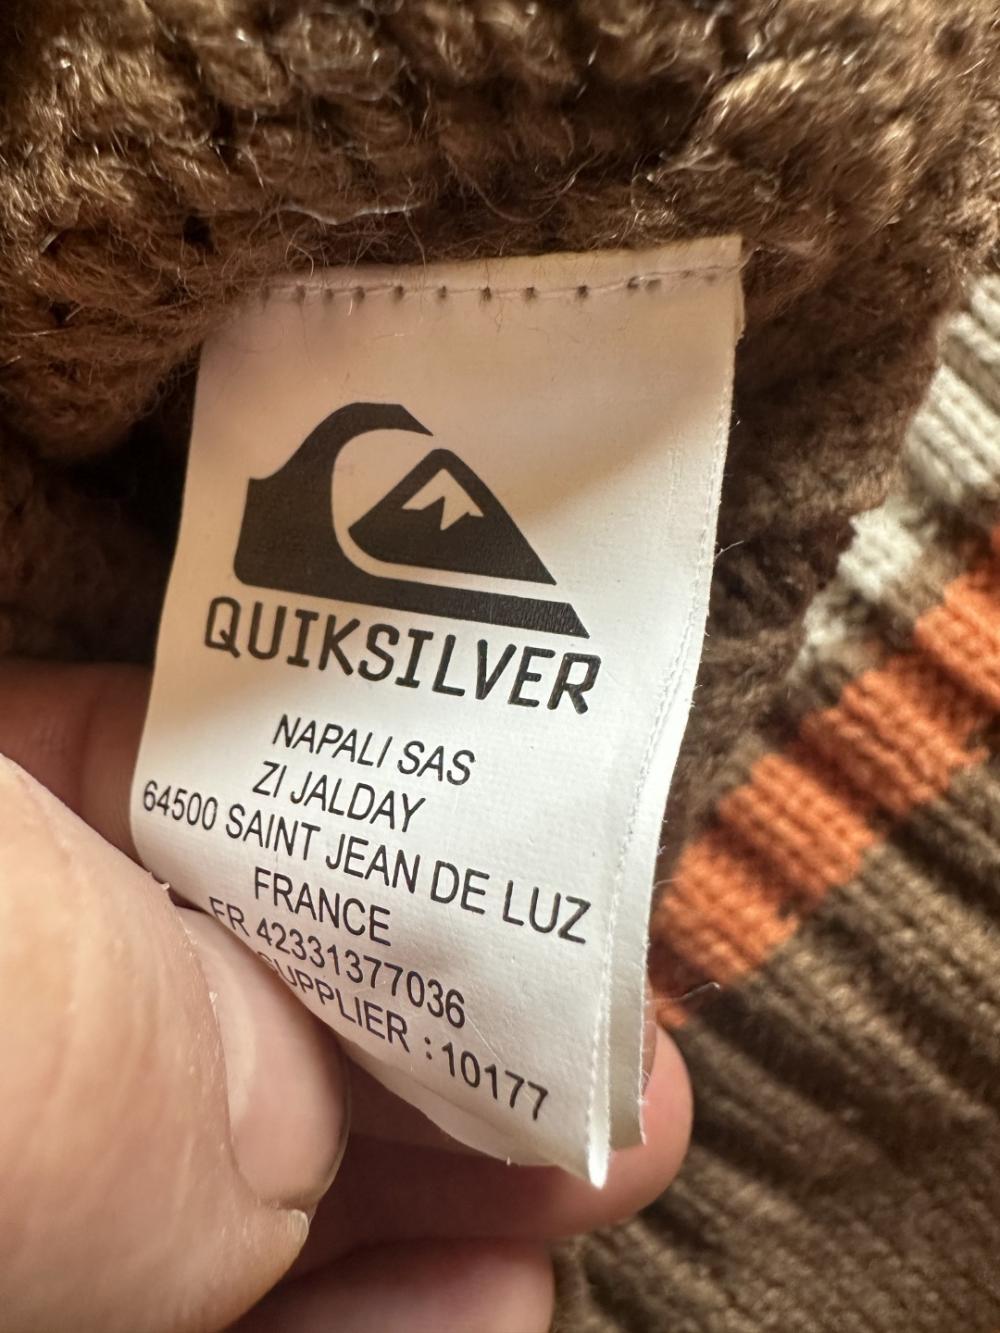 QUIKSILVER
NAPALI SAS
ZI JALDAY
64500 SAINT JEAN DE LUZ
FRANCE
FR 42331377036
SUPPLIER : 10177